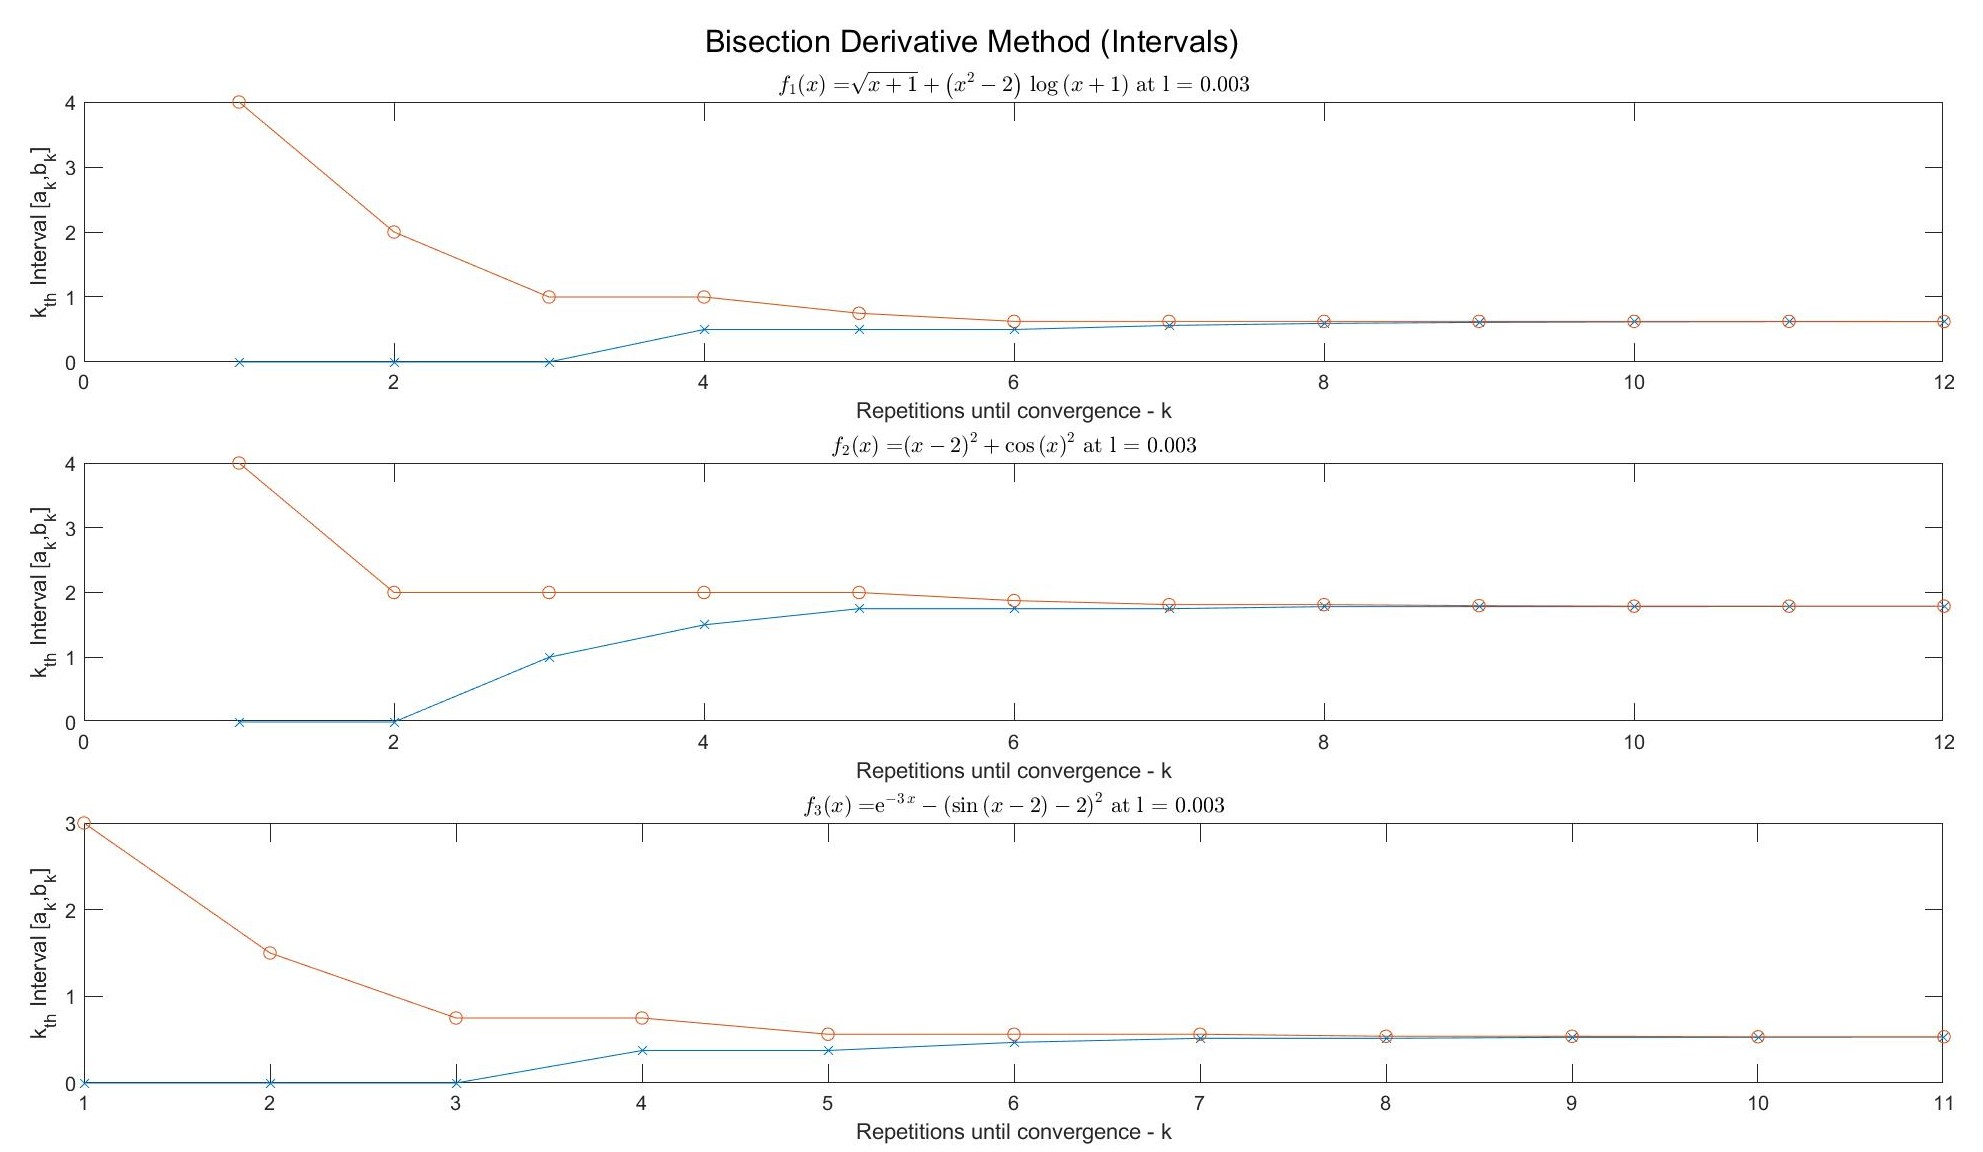 Bisection Derivative Method (Intervals)
f₁(x) =√(x + 1) + (x² − 2) log (x + 1) at l = 0.003
4
3
2
1
0
k_th Interval [a_k,b_k]
0 2 4 6 8 10 12
Repetitions until convergence - k
f₂(x) =(x − 2)² + cos (x)² at l = 0.003
4
3
2
1
0
k_th Interval [a_k,b_k]
0 2 4 6 8 10 12
Repetitions until convergence - k
f₃(x) =e^(−3 x) − (sin (x − 2) − 2)² at l = 0.003
3
2
1
0
k_th Interval [a_k,b_k]
1 2 3 4 5 6 7 8 9 10 11
Repetitions until convergence - k